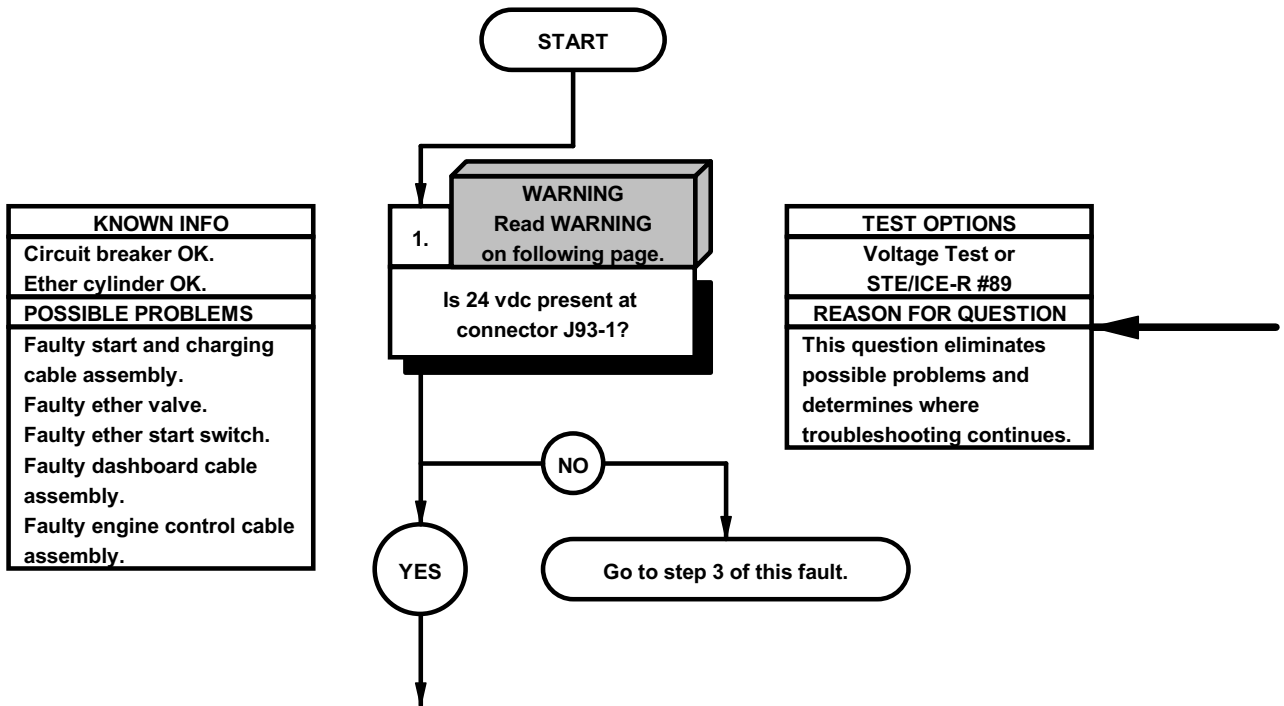 START
KNOWN INFO
Circuit breaker OK.
Ether cylinder OK.
POSSIBLE PROBLEMS
Faulty start and charging
cable assembly.
Faulty ether valve.
Faulty ether start switch.
Faulty dashboard cable
assembly.
Faulty engine control cable
assembly.
1.
WARNING
Read WARNING
on following page.
Is 24 vdc present at
connector J93-1?
TEST OPTIONS
Voltage Test or
STE/ICE-R #89
REASON FOR QUESTION
This question eliminates
possible problems and
determines where
troubleshooting continues.
NO
YES
Go to step 3 of this fault.